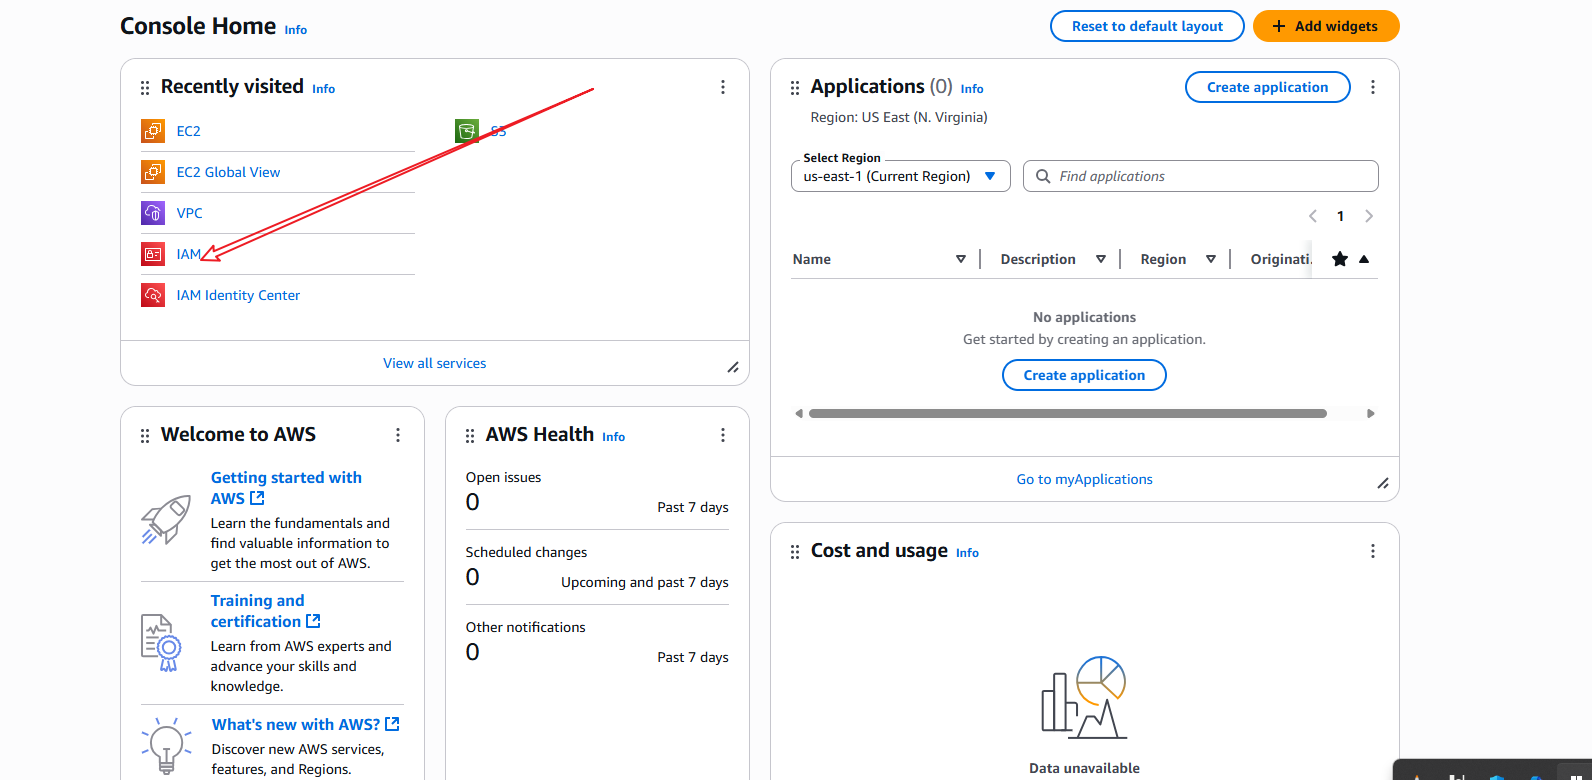 Console Home Info
Reset to default layout
Add widgets
Recently visited Info
EC2
EC2 Global View
VPC
IAM
IAM Identity Center
S3
View all services
Applications (0) Info
Create application
Region: US East (N. Virginia)
Select Region
us-east-1 (Current Region)
Find applications
1
Name Description Region Originati
No applications
Get started by creating an application.
Create application
Go to myApplications
Welcome to AWS
Getting started with
AWS
Learn the fundamentals and
find valuable information to
get the most out of AWS.
Training and
certification
Learn from AWS experts and
advance your skills and
knowledge.
What's new with AWS?
Discover new AWS services,
features, and Regions.
AWS Health Info
Open issues
0
Past 7 days
Scheduled changes
0
Upcoming and past 7 days
Other notifications
0
Past 7 days
Cost and usage Info
Data unavailable